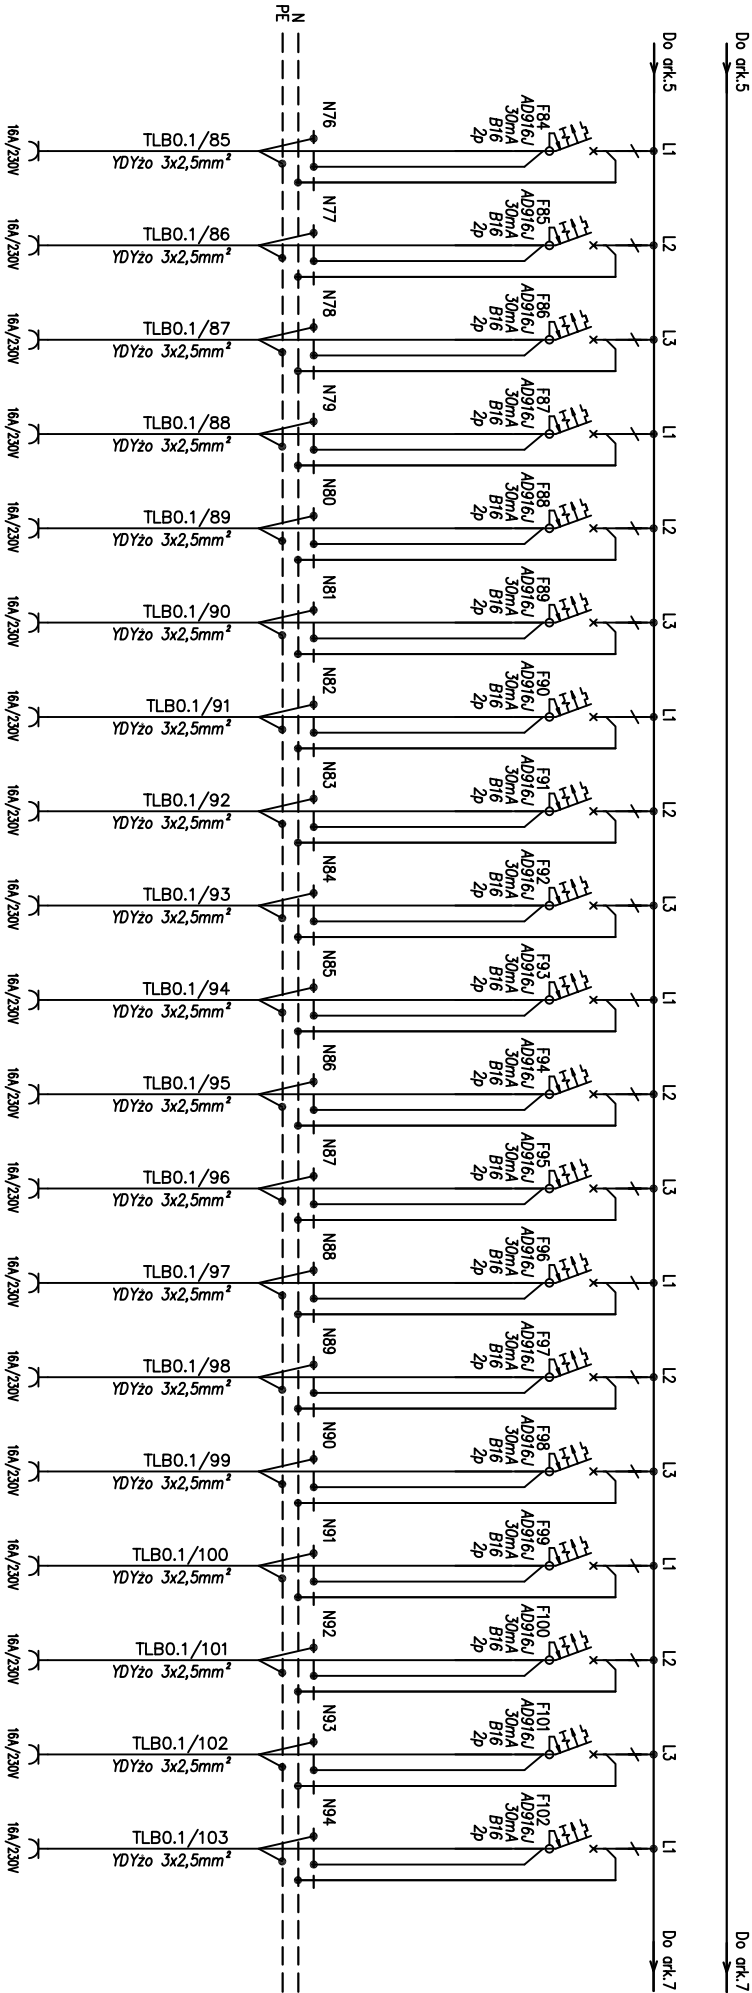 Do ark.5
Do ark.5
N
PE
L1
F84
AD916J
30mA
B16
2p
N76
TLB0.1/85
YDYżo 3x2,5mm²
16A/230V
L2
F85
AD916J
30mA
B16
2p
N77
TLB0.1/86
YDYżo 3x2,5mm²
16A/230V
L3
F86
AD916J
30mA
B16
2p
N78
TLB0.1/87
YDYżo 3x2,5mm²
16A/230V
L1
F87
AD916J
30mA
B16
2p
N79
TLB0.1/88
YDYżo 3x2,5mm²
16A/230V
L2
F88
AD916J
30mA
B16
2p
N80
TLB0.1/89
YDYżo 3x2,5mm²
16A/230V
L3
F89
AD916J
30mA
B16
2p
N81
TLB0.1/90
YDYżo 3x2,5mm²
16A/230V
L1
F90
AD916J
30mA
B16
2p
N82
TLB0.1/91
YDYżo 3x2,5mm²
16A/230V
L2
F91
AD916J
30mA
B16
2p
N83
TLB0.1/92
YDYżo 3x2,5mm²
16A/230V
L3
F92
AD916J
30mA
B16
2p
N84
TLB0.1/93
YDYżo 3x2,5mm²
16A/230V
L1
F93
AD916J
30mA
B16
2p
N85
TLB0.1/94
YDYżo 3x2,5mm²
16A/230V
L2
F94
AD916J
30mA
B16
2p
N86
TLB0.1/95
YDYżo 3x2,5mm²
16A/230V
L3
F95
AD916J
30mA
B16
2p
N87
TLB0.1/96
YDYżo 3x2,5mm²
16A/230V
L1
F96
AD916J
30mA
B16
2p
N88
TLB0.1/97
YDYżo 3x2,5mm²
16A/230V
L2
F97
AD916J
30mA
B16
2p
N89
TLB0.1/98
YDYżo 3x2,5mm²
16A/230V
L3
F98
AD916J
30mA
B16
2p
N90
TLB0.1/99
YDYżo 3x2,5mm²
16A/230V
L1
F99
AD916J
30mA
B16
2p
N91
TLB0.1/100
YDYżo 3x2,5mm²
16A/230V
L2
F100
AD916J
30mA
B16
2p
N92
TLB0.1/101
YDYżo 3x2,5mm²
16A/230V
L3
F101
AD916J
30mA
B16
2p
N93
TLB0.1/102
YDYżo 3x2,5mm²
16A/230V
L1
F102
AD916J
30mA
B16
2p
N94
TLB0.1/103
YDYżo 3x2,5mm²
16A/230V
Do ark.7
Do ark.7